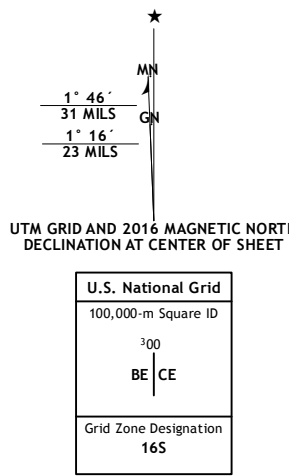 ★
MN
1° 46´
31 MILS
GN
1° 16´
23 MILS
UTM GRID AND 2016 MAGNETIC NORTH
DECLINATION AT CENTER OF SHEET
U.S. National Grid
100,000-m Square ID
³00
BE CE
Grid Zone Designation
16S